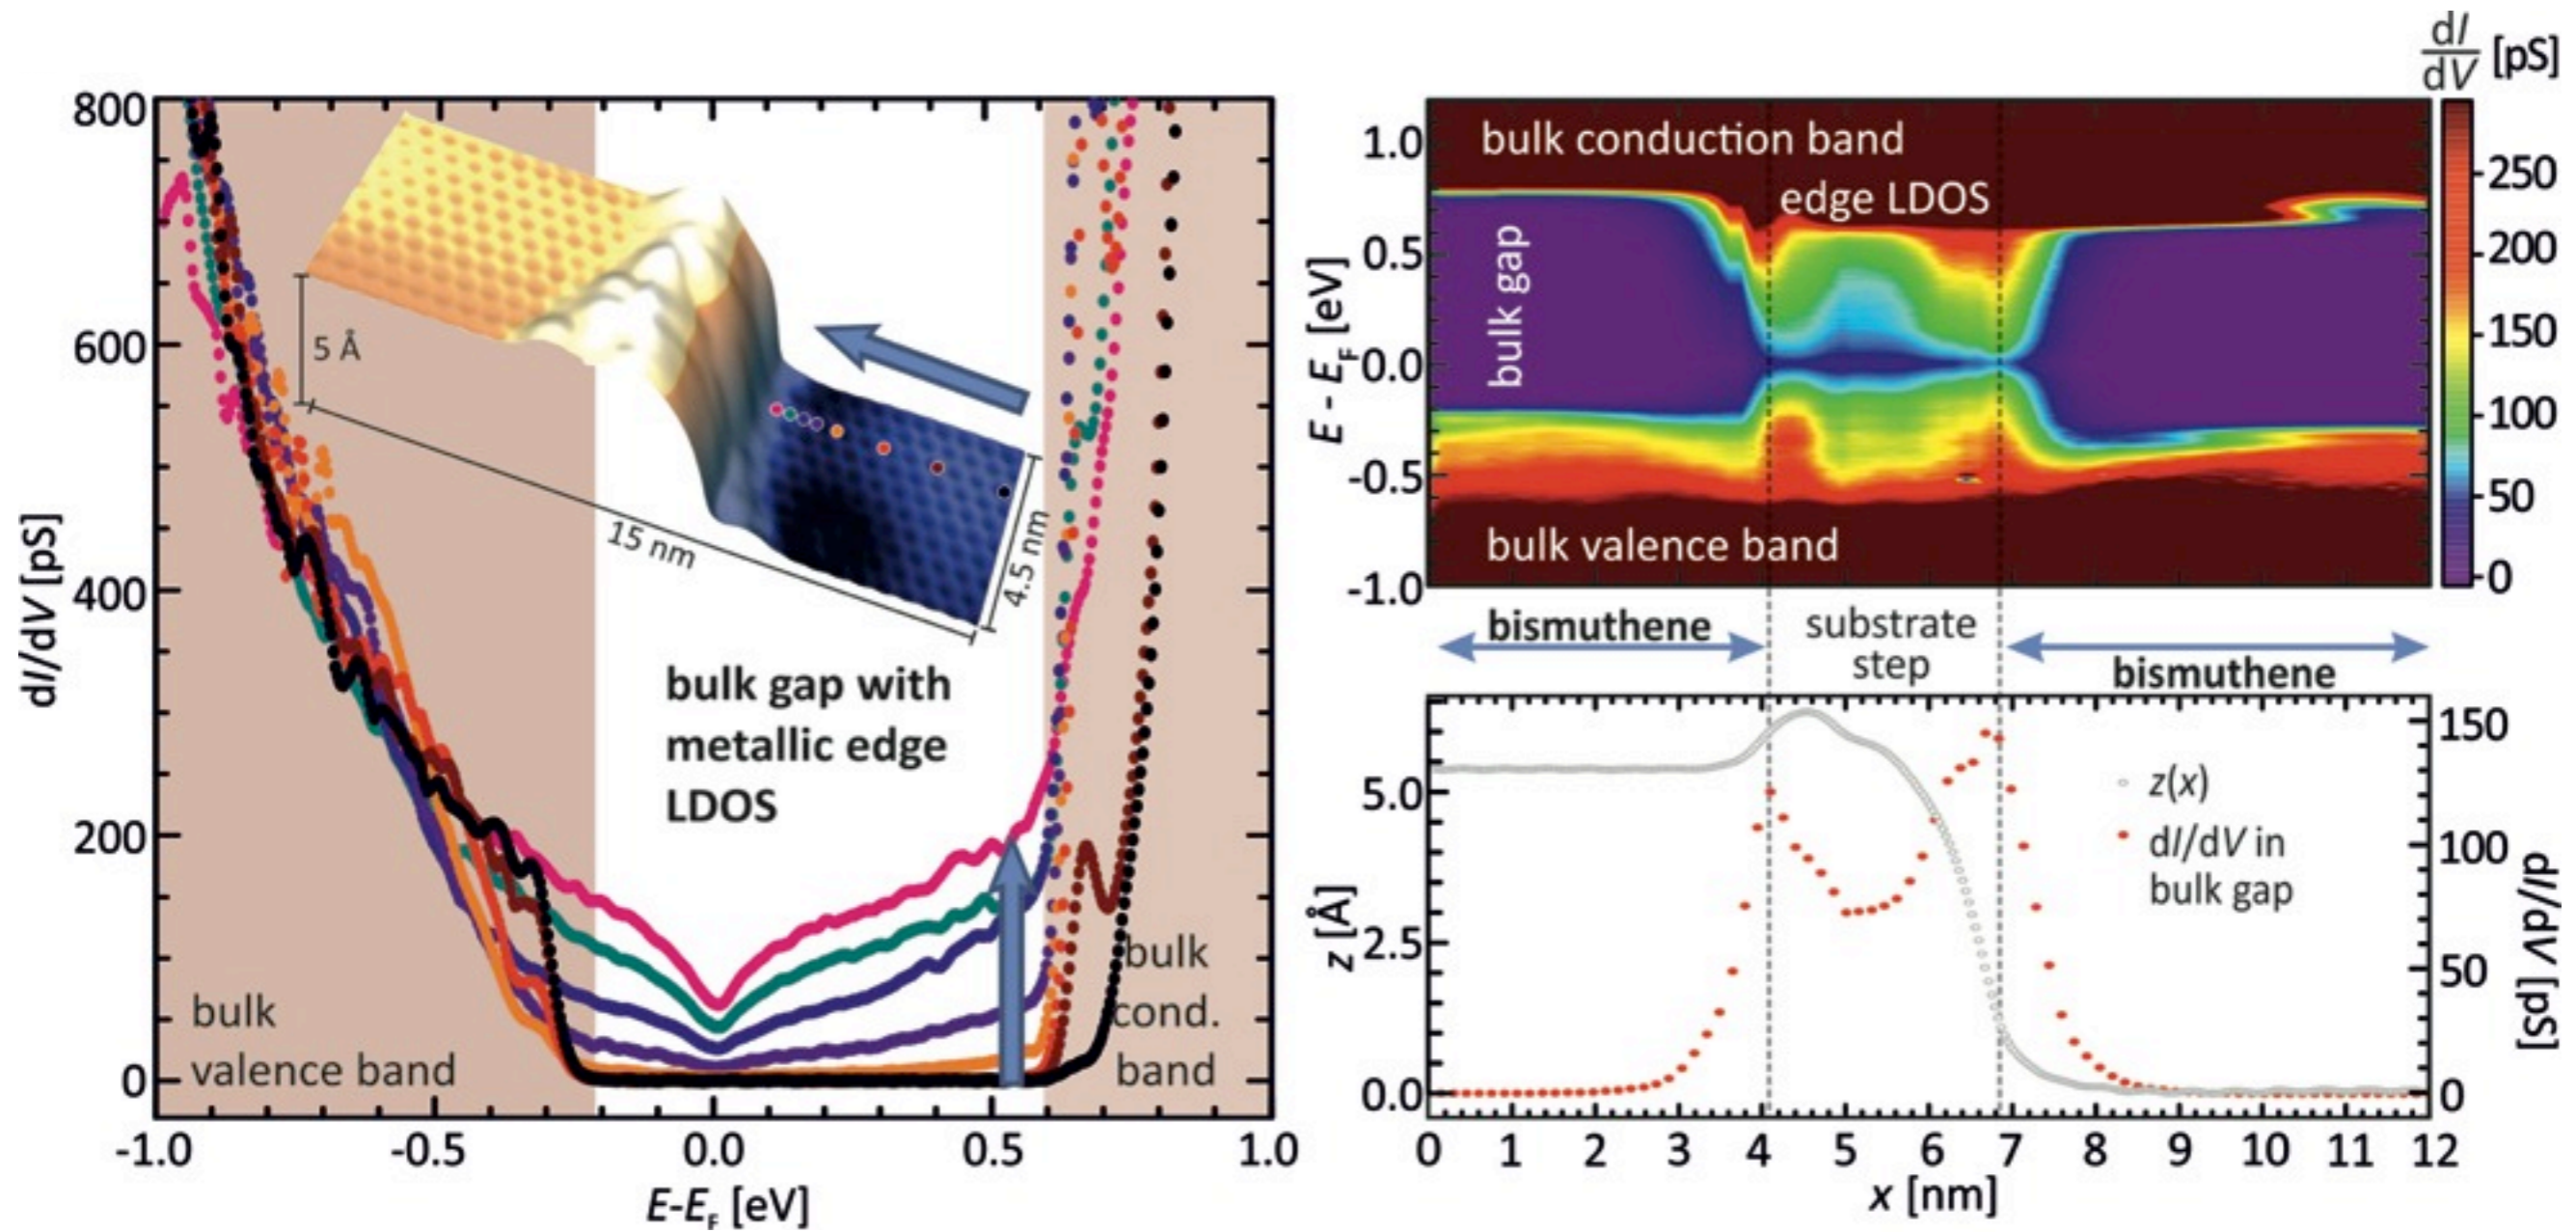 dI/dV [pS]
800
600
400
200
0
5 Å
15 nm
4.5 nm
bulk gap with
metallic edge
LDOS
bulk
valence band
bulk
cond.
band
-1.0
-0.5
0.0
0.5
1.0
E-EF [eV]
dI
dV
[pS]
E - EF [eV]
1.0
0.5
0.0
-0.5
-1.0
bulk conduction band
edge LDOS
bulk gap
bulk valence band
250
200
150
100
50
0
bismuthene
substrate
step
bismuthene
z [Å]
5.0
2.5
0.0
z(x)
dI/dV in
bulk gap
150
100
50
0
dI/dV [pS]
0 1 2 3 4 5 6 7 8 9 10 11 12
x [nm]